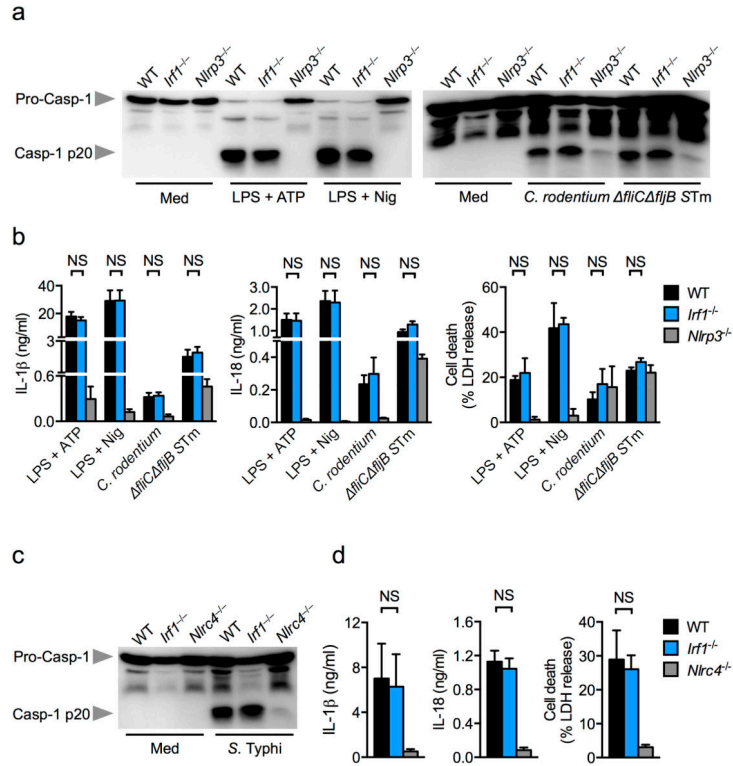 a
WT Irf1–/– Nlrp3–/– WT Irf1–/– Nlrp3–/– WT Irf1–/– Nlrp3–/–
WT Irf1–/– Nlrp3–/– WT Irf1–/– Nlrp3–/– WT Irf1–/– Nlrp3–/–
Pro-Casp-1
Casp-1 p20
Med LPS + ATP LPS + Nig
Med C. rodentium ΔfliCΔfljB STm
b
NS NS NS NS
IL-1β (ng/ml)
20
10
3
0.6
0.0
LPS + ATP
LPS + Nig
C. rodentium
ΔfliCΔfljB STm
NS NS NS NS
IL-18 (ng/ml)
3.0
2.0
1.0
0.4
0.2
0.0
LPS + ATP
LPS + Nig
C. rodentium
ΔfliCΔfljB STm
NS NS NS NS
Cell death
(% LDH release)
60
40
20
0
LPS + ATP
LPS + Nig
C. rodentium
ΔfliCΔfljB STm
WT
Irf1–/–
Nlrp3–/–
c
WT Irf1–/– Nlrc4–/– WT Irf1–/– Nlrc4–/–
Pro-Casp-1
Casp-1 p20
Med S. Typhi
d
NS
IL-1β (ng/ml)
12
9
6
3
0
NS
IL-18 (ng/ml)
1.8
1.2
0.6
0.0
NS
Cell death
(% LDH release)
40
30
20
10
0
WT
Irf1–/–
Nlrc4–/–